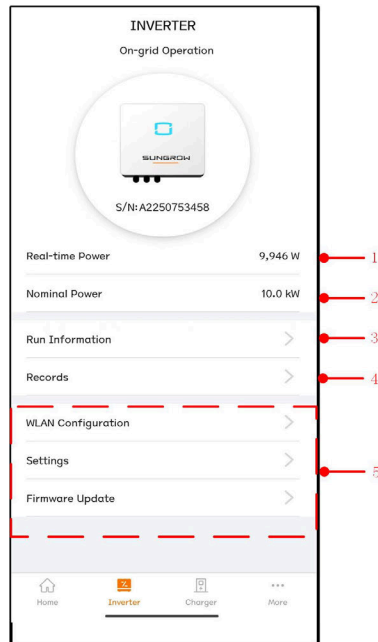 INVERTER
On-grid Operation
SUNGROW
S/N: A2250753458
Real-time Power 9,946 W 1
Nominal Power 10.0 kW 2
Run Information 3
Records 4
WLAN Configuration
Settings 5
Firmware Update
Home Inverter Charger More